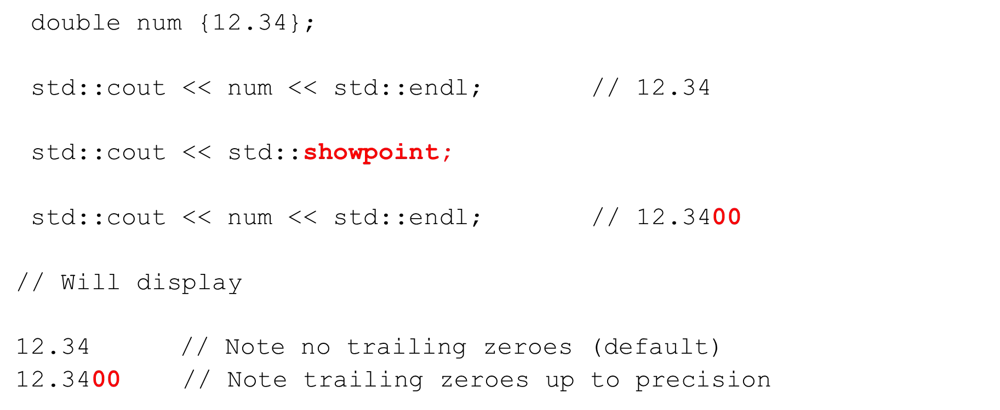 double num {12.34};
std::cout << num << std::endl; // 12.34
std::cout << std::showpoint;
std::cout << num << std::endl; // 12.3400
// Will display
12.34 // Note no trailing zeroes (default)
12.3400 // Note trailing zeroes up to precision